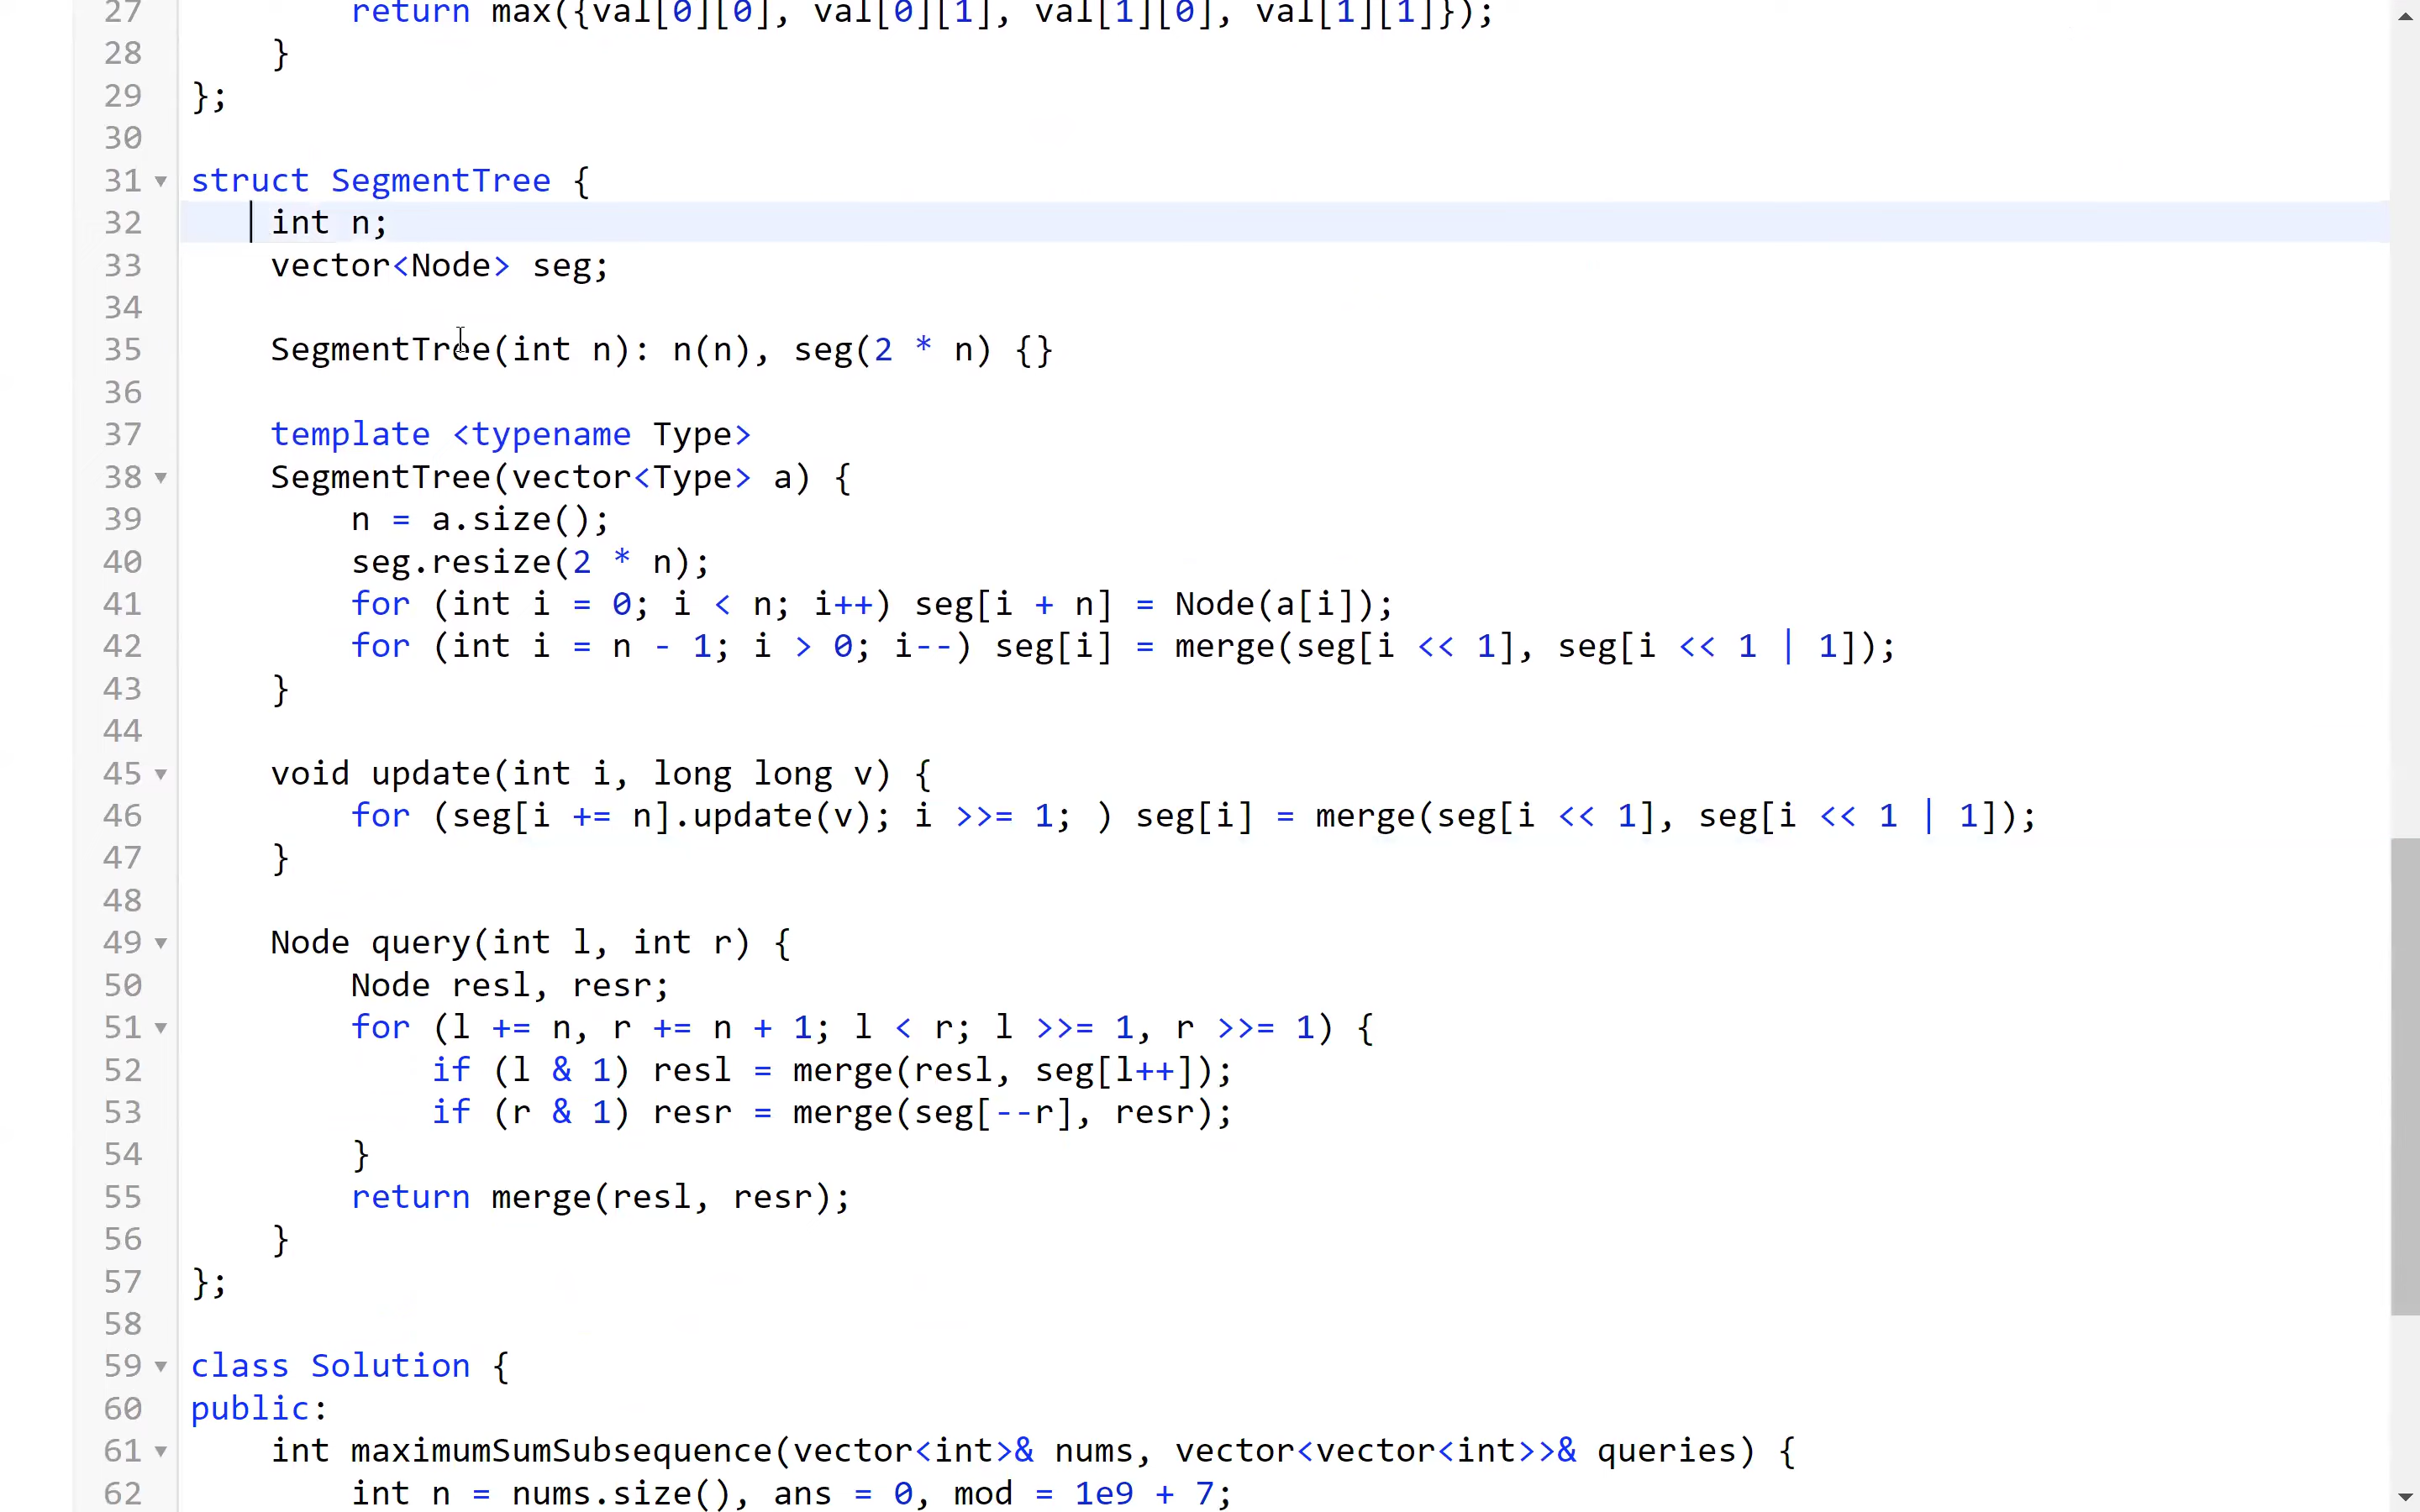 27 return max({val[0][0], val[0][1], val[1][0], val[1][1]});
28 }
29 };
30
31 struct SegmentTree {
32 int n;
33 vector<Node> seg;
34
35 SegmentTree(int n): n(n), seg(2 * n) {}
36
37 template <typename Type>
38 SegmentTree(vector<Type> a) {
39 n = a.size();
40 seg.resize(2 * n);
41 for (int i = 0; i < n; i++) seg[i + n] = Node(a[i]);
42 for (int i = n - 1; i > 0; i--) seg[i] = merge(seg[i << 1], seg[i << 1 | 1]);
43 }
44
45 void update(int i, long long v) {
46 for (seg[i += n].update(v); i >>= 1; ) seg[i] = merge(seg[i << 1], seg[i << 1 | 1]);
47 }
48
49 Node query(int l, int r) {
50 Node resl, resr;
51 for (l += n, r += n + 1; l < r; l >>= 1, r >>= 1) {
52 if (l & 1) resl = merge(resl, seg[l++]);
53 if (r & 1) resr = merge(seg[--r], resr);
54 }
55 return merge(resl, resr);
56 }
57 };
58
59 class Solution {
60 public:
61 int maximumSumSubsequence(vector<int>& nums, vector<vector<int>>& queries) {
62 int n = nums.size(), ans = 0, mod = 1e9 + 7;